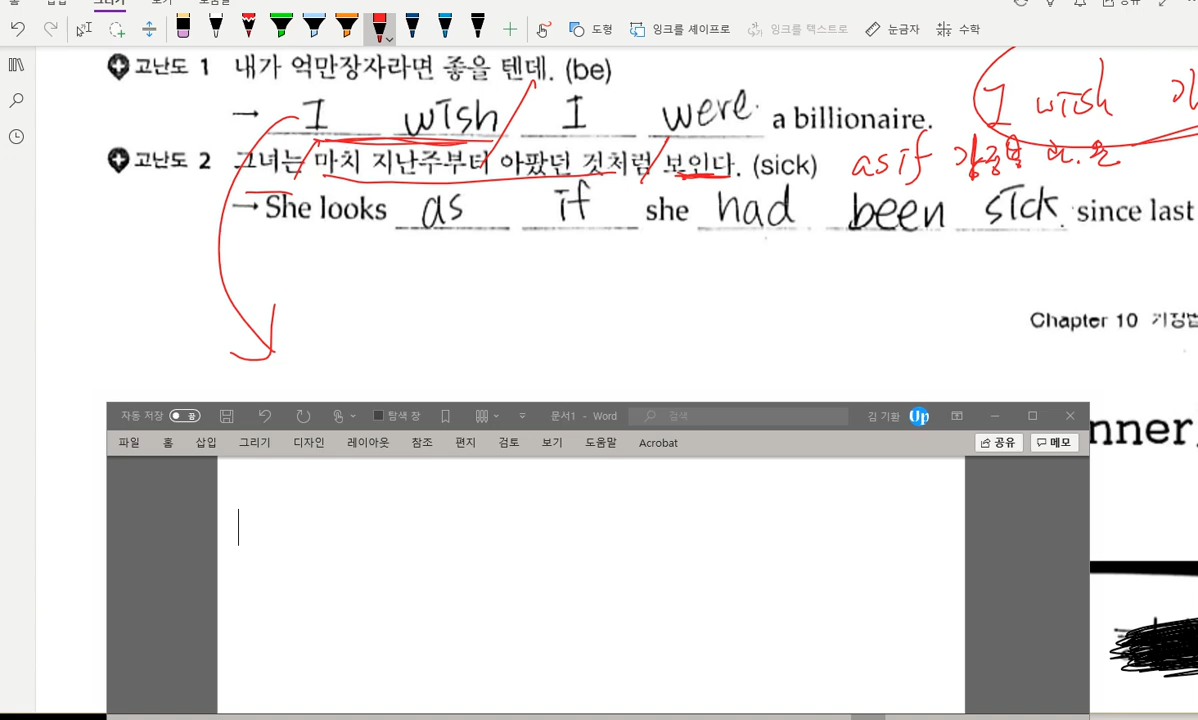 그리기
도형 잉크를 셰이프로 잉크를 텍스트로 눈금자 수학
고난도 1 내가 억만장자라면 좋을 텐데. (be)
→ I wish I were a billionaire.
I wish
고난도 2 그녀는 마치 지난주부터 아팠던 것처럼 보인다. (sick)
as if
→ She looks as if she had been sick since last
Chapter 10
자동 저장 끔 탐색 창 문서1 - Word 검색 김 기환 Up
파일 홈 삽입 그리기 디자인 레이아웃 참조 편지 검토 보기 도움말 Acrobat 공유 메모
nner